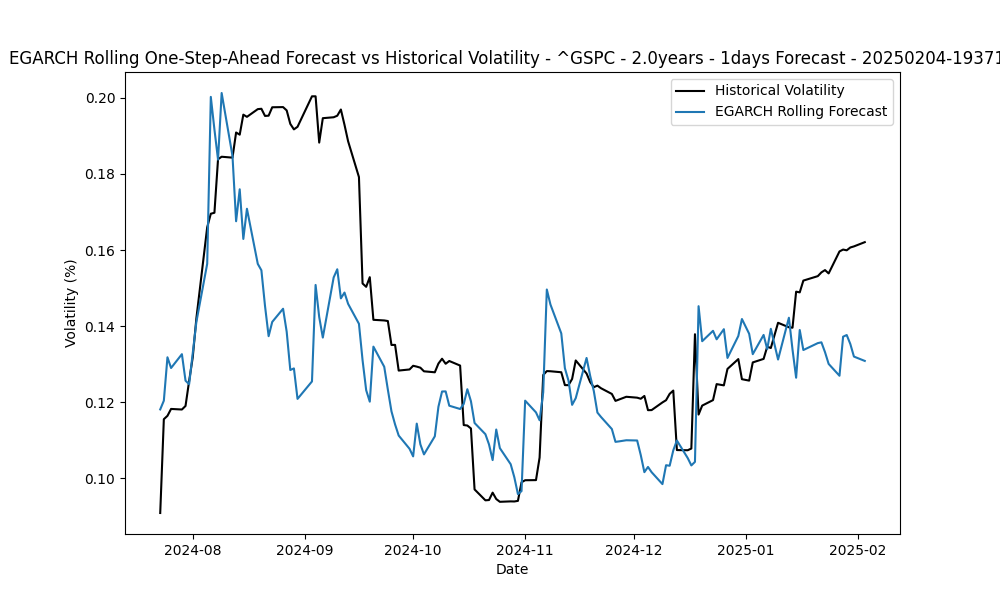 EGARCH Rolling One-Step-Ahead Forecast vs Historical Volatility - ^GSPC - 2.0years - 1days Forecast - 20250204-19371
Historical Volatility
EGARCH Rolling Forecast
0.20
0.18
0.16
0.14
0.12
0.10
Volatility (%)
2024-08
2024-09
2024-10
2024-11
2024-12
2025-01
2025-02
Date